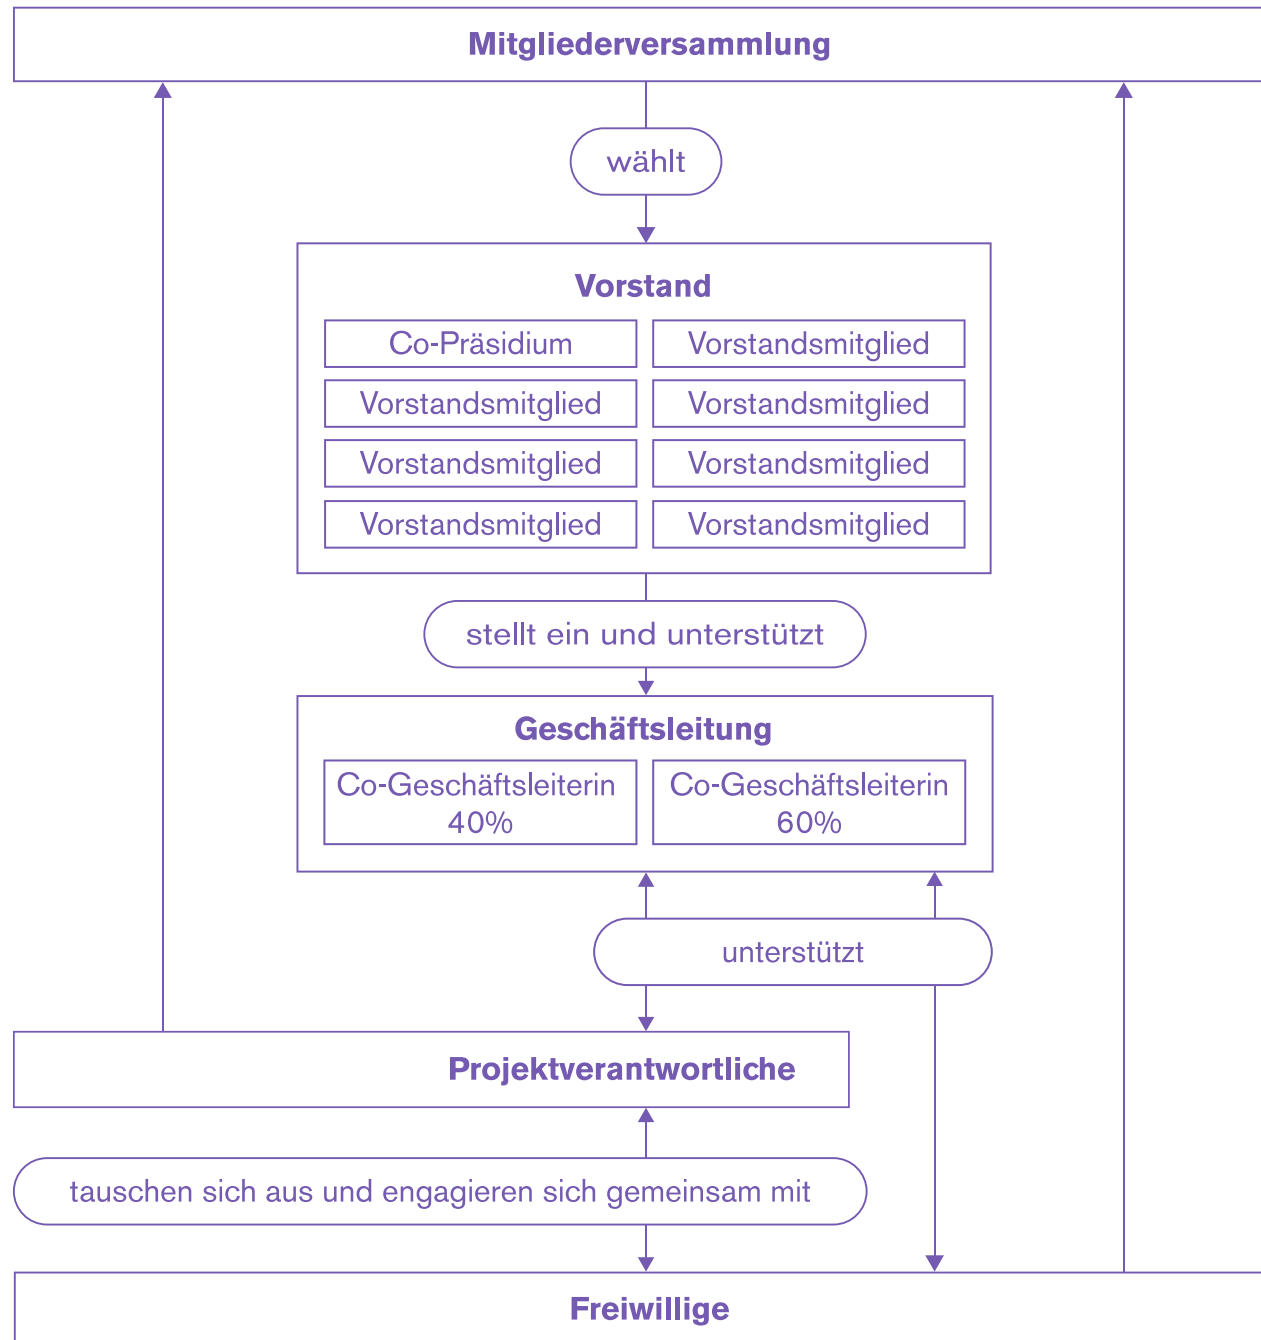 Mitgliederversammlung
wählt
Vorstand
Co-Präsidium
Vorstandsmitglied
Vorstandsmitglied
Vorstandsmitglied
Vorstandsmitglied
Vorstandsmitglied
Vorstandsmitglied
Vorstandsmitglied
stellt ein und unterstützt
Geschäftsleitung
Co-Geschäftsleiterin
40%
Co-Geschäftsleiterin
60%
unterstützt
Projektverantwortliche
tauschen sich aus und engagieren sich gemeinsam mit
Freiwillige